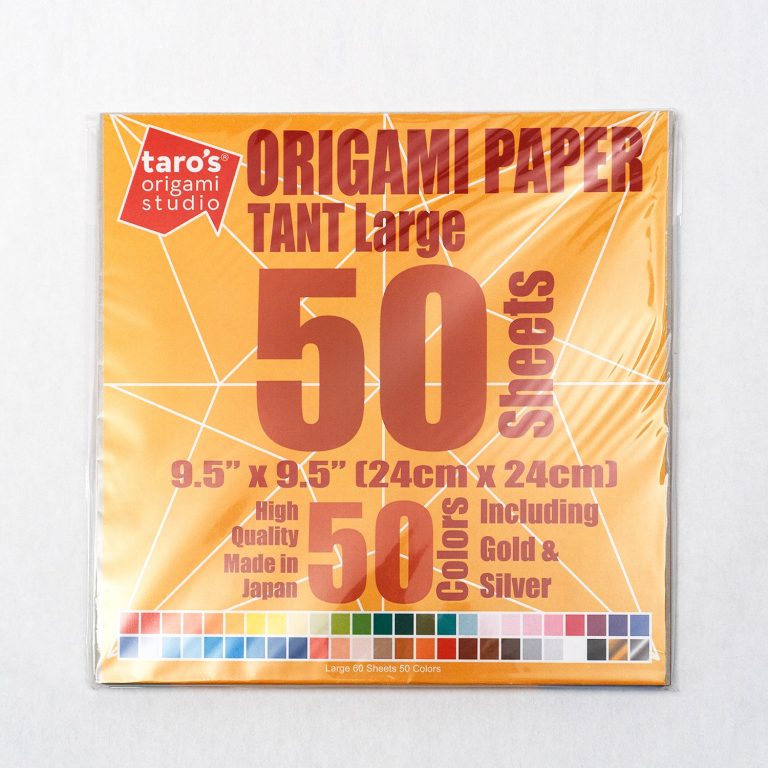 taro's®
origami
studio
ORIGAMI PAPER
TANT Large
50 Sheets
9.5” x 9.5” (24cm x 24cm)
High
Quality
Made in
Japan
50 Colors
Including
Gold &
Silver
Large 60 Sheets 50 Colors